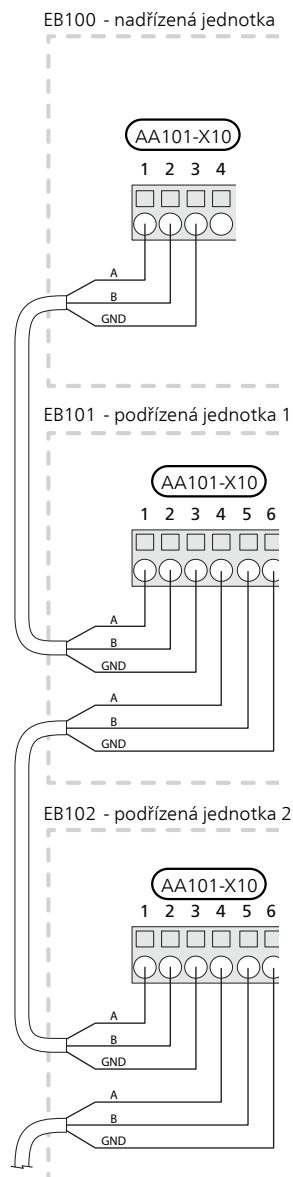 EB100 - nadřízená jednotka
AA101-X10
1 2 3 4
A
B
GND
EB101 - podřízená jednotka 1
AA101-X10
1 2 3 4 5 6
A
B
GND
A
B
GND
EB102 - podřízená jednotka 2
AA101-X10
1 2 3 4 5 6
A
B
GND
A
B
GND